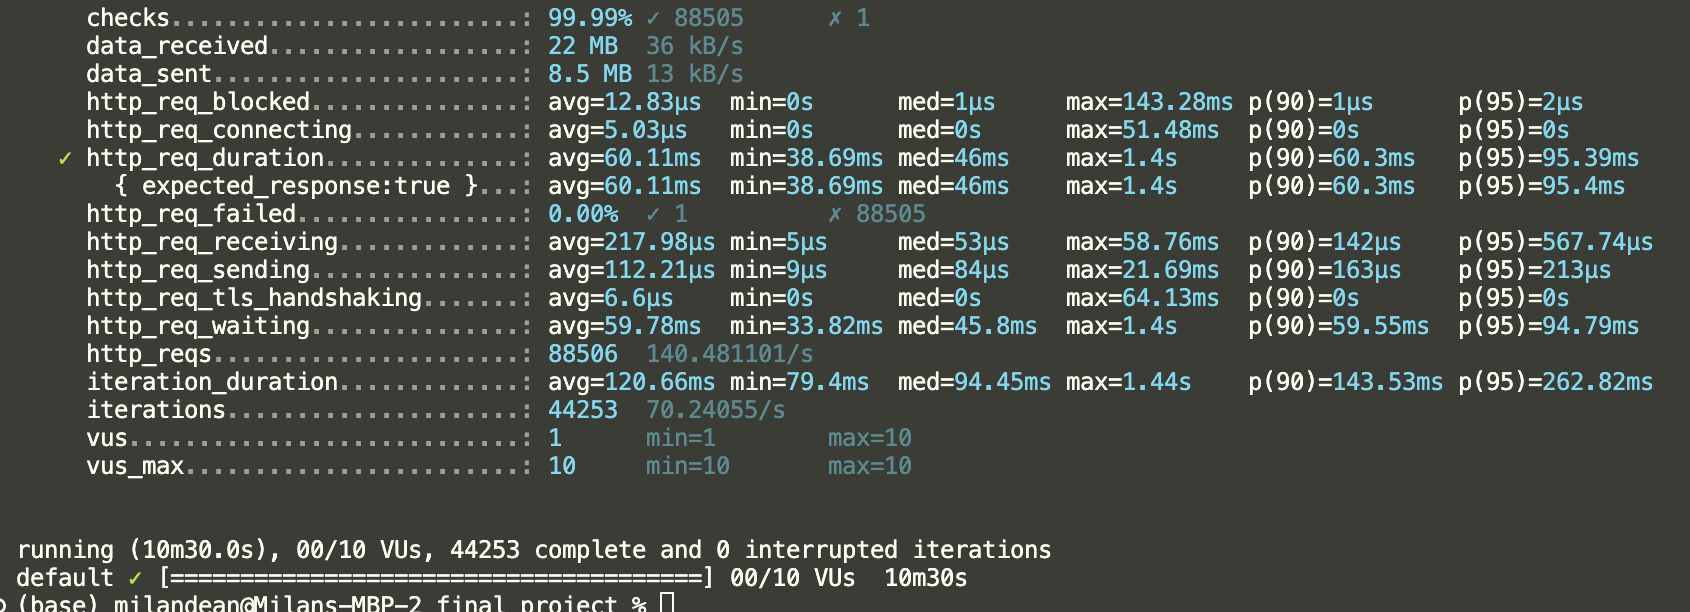 checks...........................: 99.99% ✓ 88505 ✗ 1
data_received....................: 22 MB 36 kB/s
data_sent........................: 8.5 MB 13 kB/s
http_req_blocked.................: avg=12.83µs min=0s med=1µs max=143.28ms p(90)=1µs p(95)=2µs
http_req_connecting..............: avg=5.03µs min=0s med=0s max=51.48ms p(90)=0s p(95)=0s
✓ http_req_duration................: avg=60.11ms min=38.69ms med=46ms max=1.4s p(90)=60.3ms p(95)=95.39ms
{ expected_response:true }.....: avg=60.11ms min=38.69ms med=46ms max=1.4s p(90)=60.3ms p(95)=95.4ms
http_req_failed..................: 0.00% ✓ 1 ✗ 88505
http_req_receiving...............: avg=217.98µs min=5µs med=53µs max=58.76ms p(90)=142µs p(95)=567.74µs
http_req_sending.................: avg=112.21µs min=9µs med=84µs max=21.69ms p(90)=163µs p(95)=213µs
http_req_tls_handshaking.........: avg=6.6µs min=0s med=0s max=64.13ms p(90)=0s p(95)=0s
http_req_waiting.................: avg=59.78ms min=33.82ms med=45.8ms max=1.4s p(90)=59.55ms p(95)=94.79ms
http_reqs........................: 88506 140.481101/s
iteration_duration...............: avg=120.66ms min=79.4ms med=94.45ms max=1.44s p(90)=143.53ms p(95)=262.82ms
iterations.......................: 44253 70.24055/s
vus..............................: 1 min=1 max=10
vus_max..........................: 10 min=10 max=10
running (10m30.0s), 00/10 VUs, 44253 complete and 0 interrupted iterations
default ✓ [======================================] 00/10 VUs 10m30s
(base) milandean@Milans-MBP-2 final project %